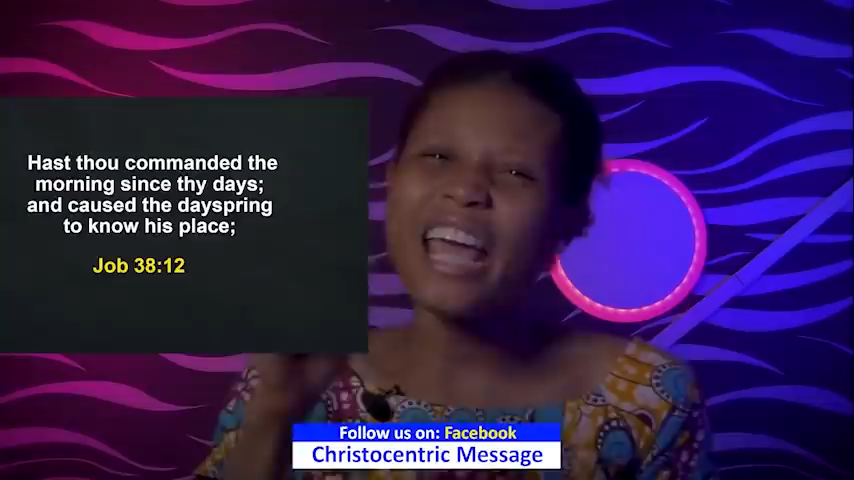 Hast thou commanded the
morning since thy days;
and caused the dayspring
to know his place;
Job 38:12
Follow us on: Facebook
Christocentric Message